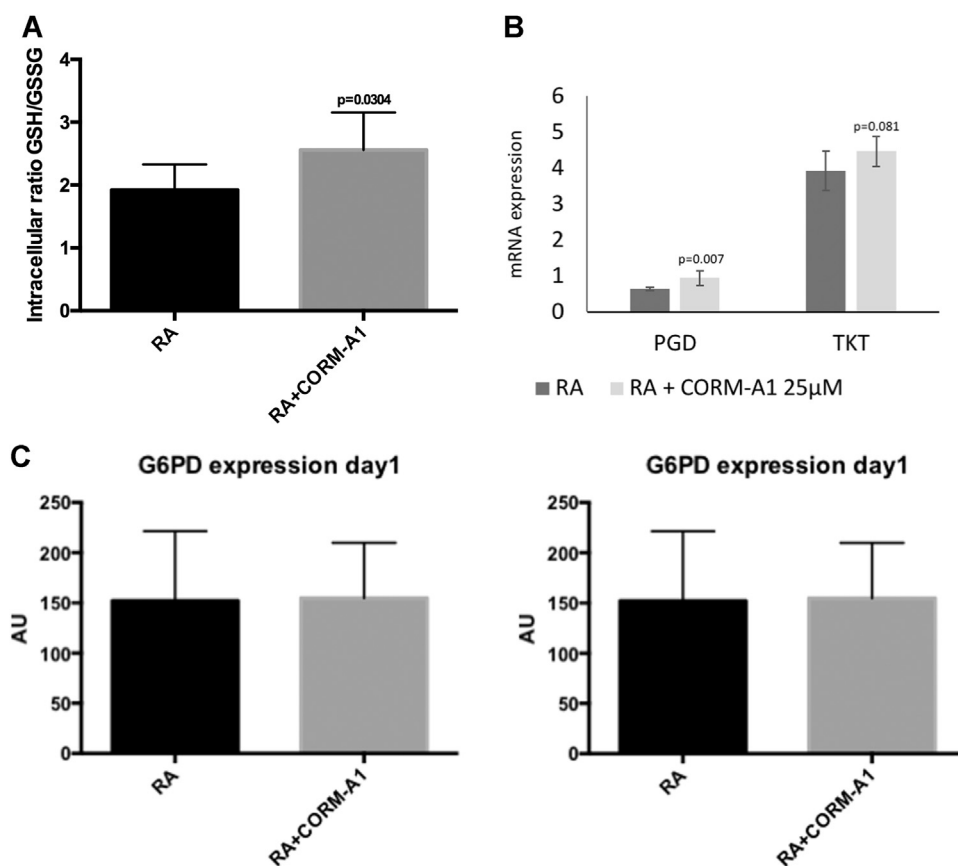 A
Intracellular ratio GSH/GSSG
4
3
2
1
0
p=0.0304
RA
RA+CORM-A1
B
mRNA expression
6
5
4
3
2
1
0
p=0.007
p=0.081
PGD
TKT
RA
RA + CORM-A1 25μM
C
G6PD expression day1
AU
250
200
150
100
50
0
RA
RA+CORM-A1
G6PD expression day1
AU
250
200
150
100
50
0
RA
RA+CORM-A1